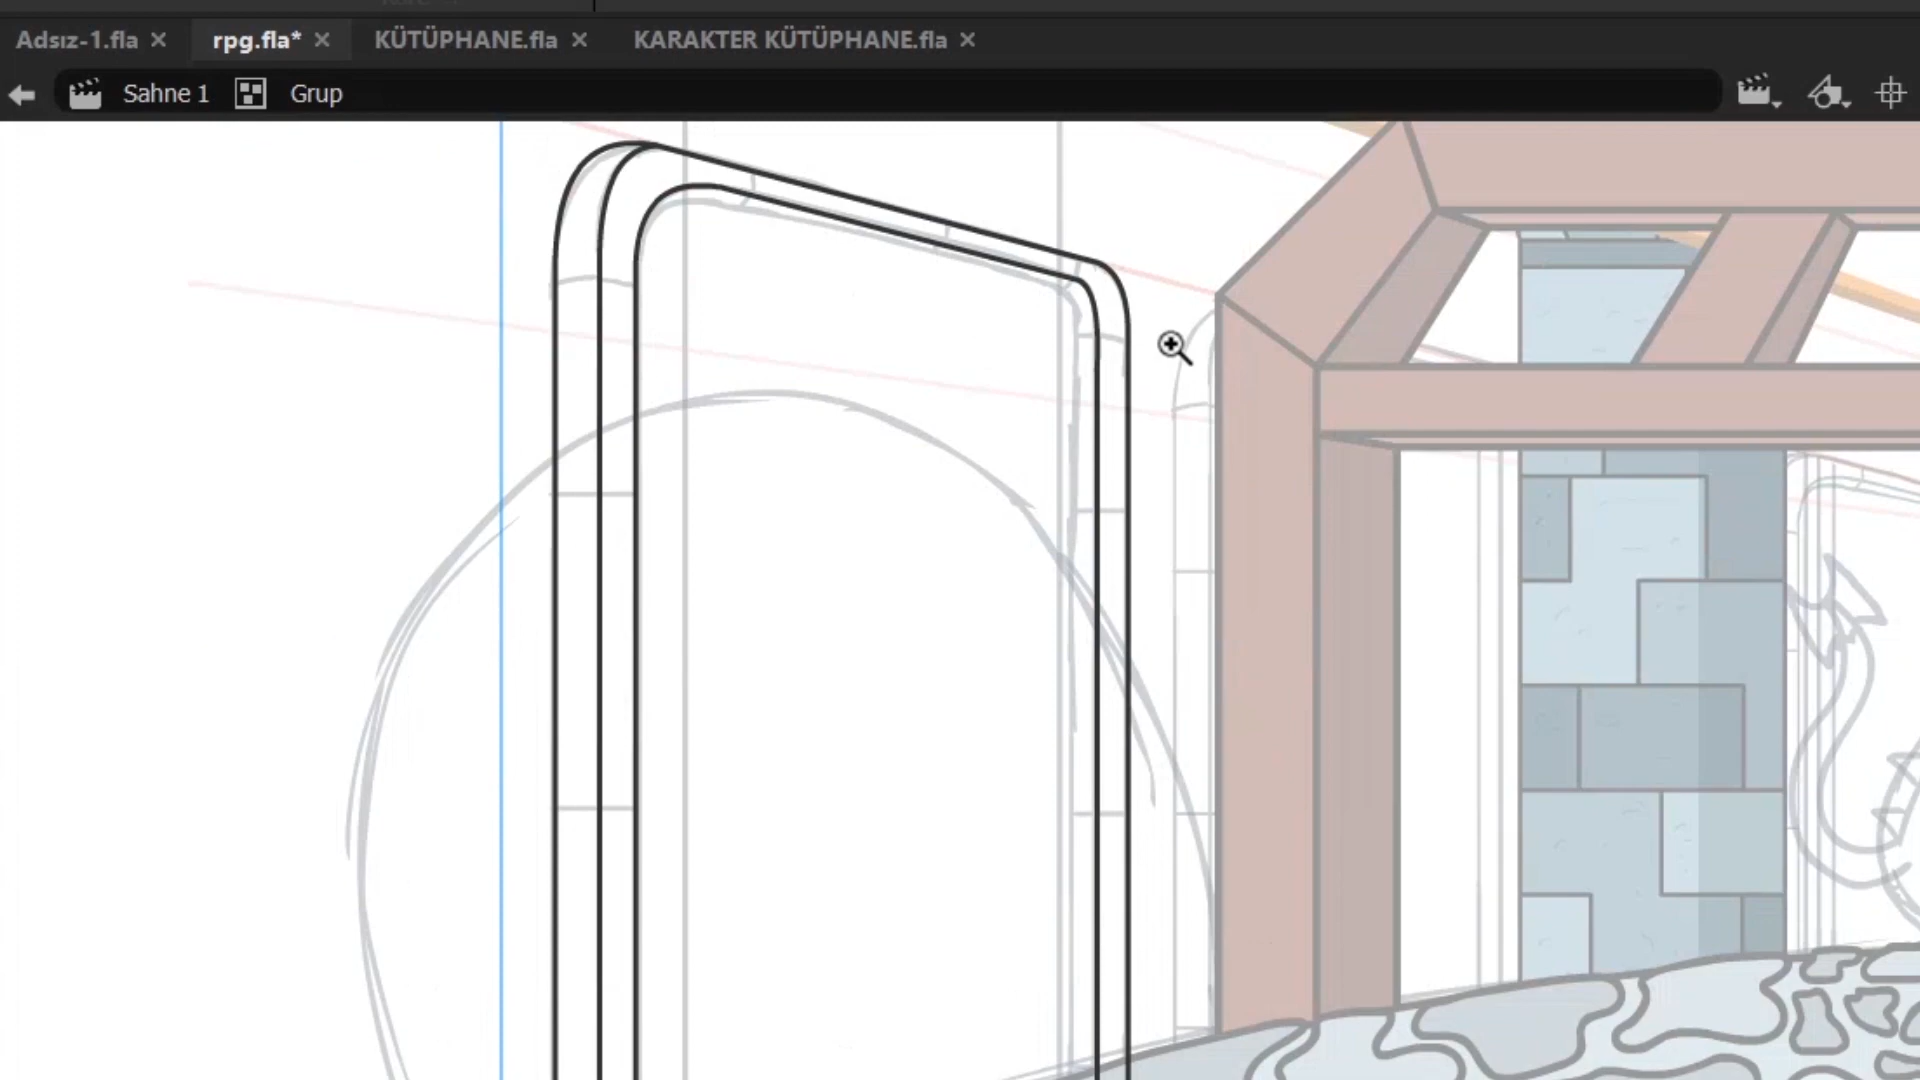 Adsız-1.fla × rpg.fla* × KÜTÜPHANE.fla × KARAKTER KÜTÜPHANE.fla ×
Sahne 1 Grup